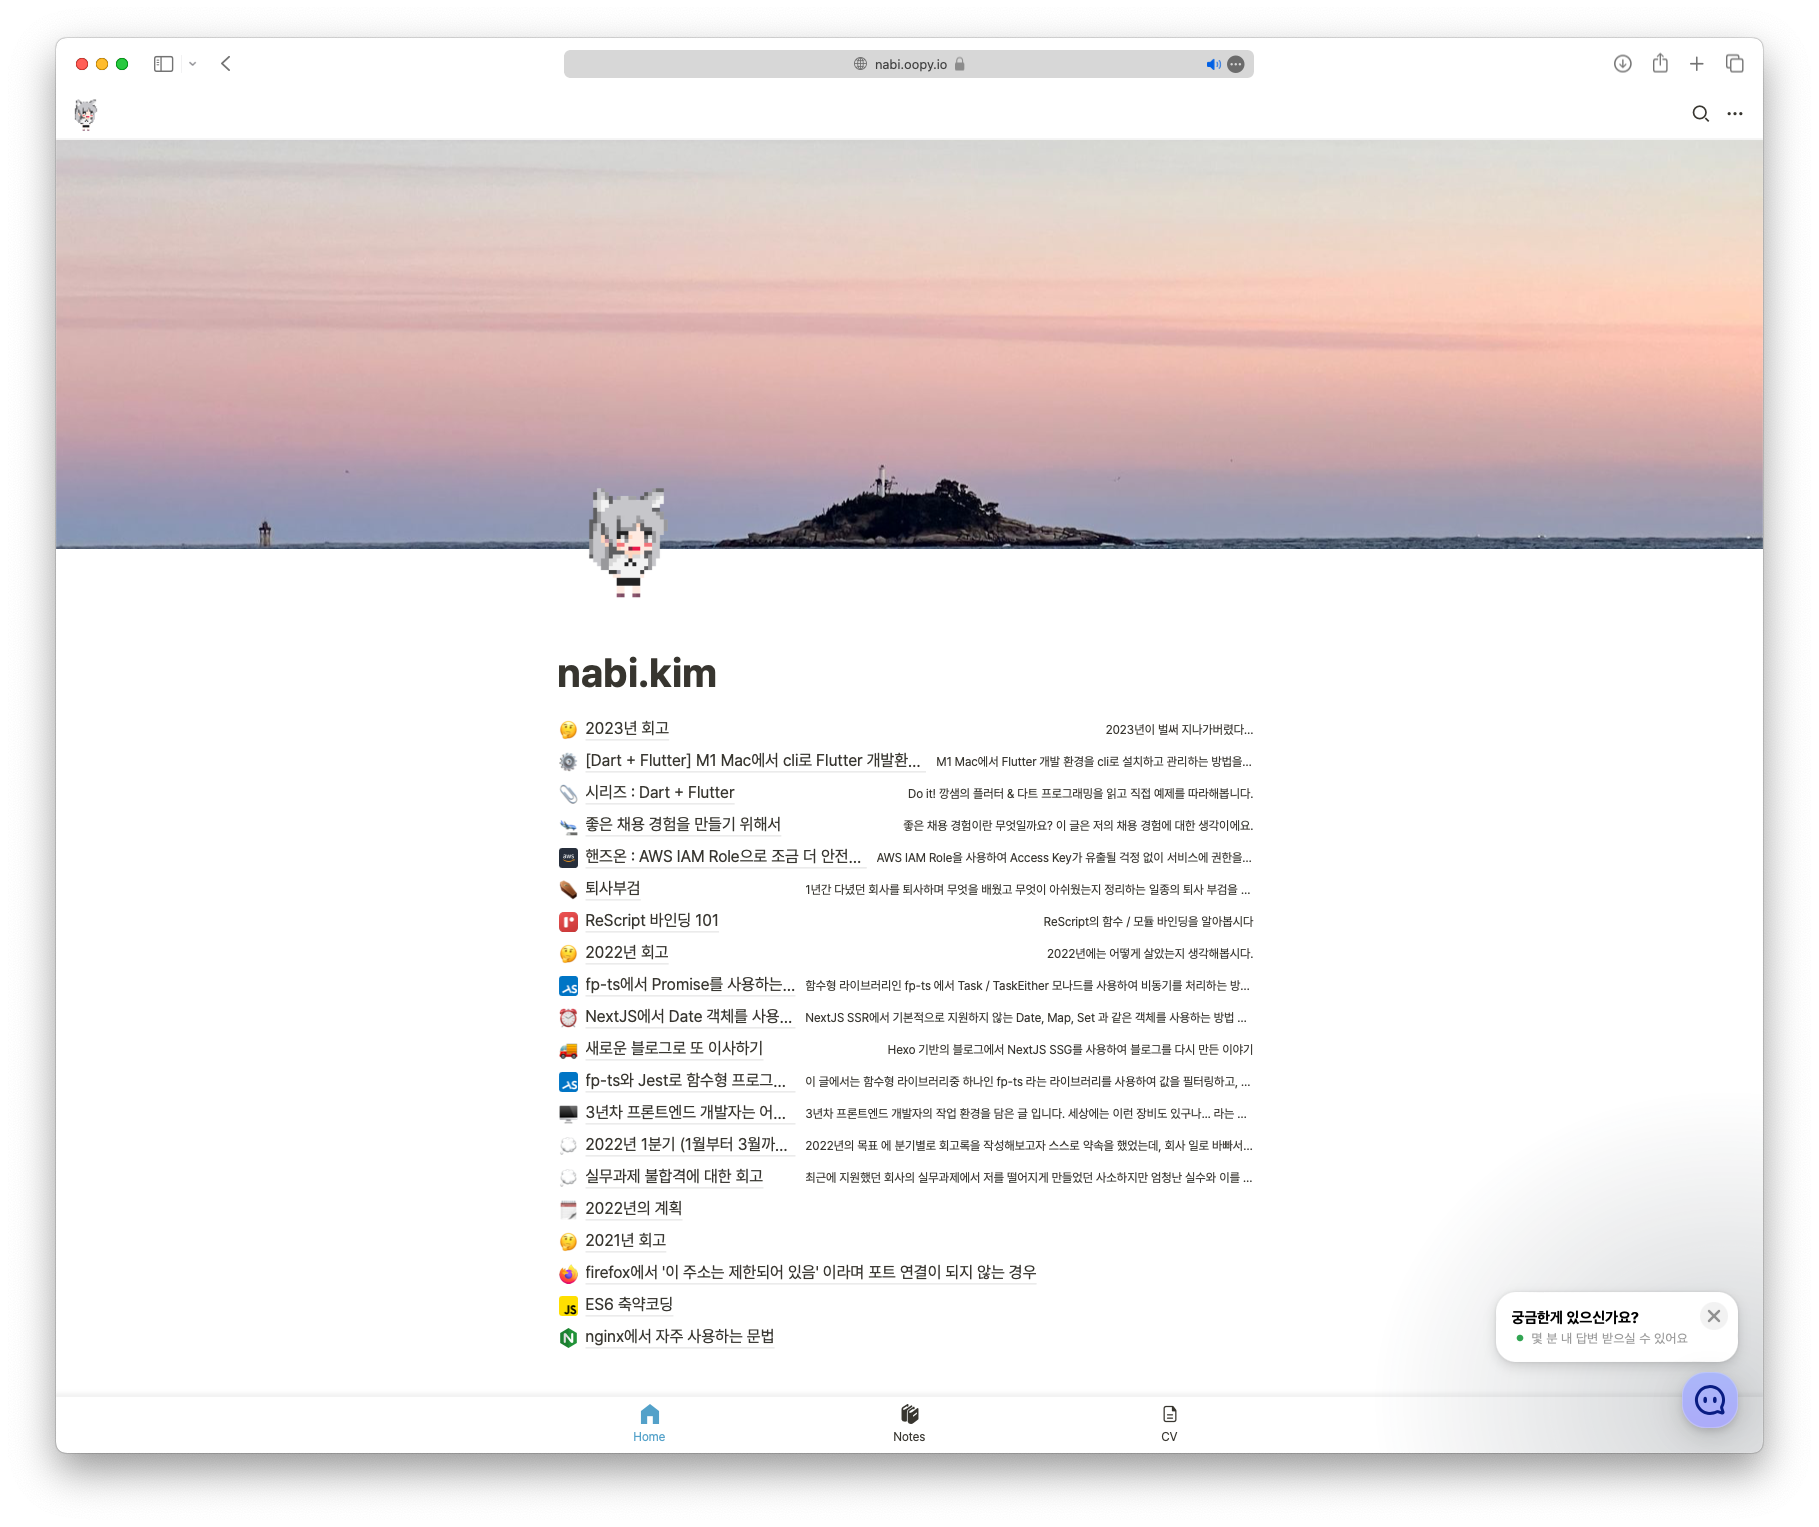 nabi.oopy.io
nabi.kim
2023년 회고 2023년이 벌써 지나가버렸다...
[Dart + Flutter] M1 Mac에서 cli로 Flutter 개발환... M1 Mac에서 Flutter 개발 환경을 cli로 설치하고 관리하는 방법을...
시리즈 : Dart + Flutter Do it! 깡샘의 플러터 & 다트 프로그래밍을 읽고 직접 예제를 따라해봅니다.
좋은 채용 경험을 만들기 위해서 좋은 채용 경험이란 무엇일까요? 이 글은 저의 채용 경험에 대한 생각이에요.
aws 핸즈온 : AWS IAM Role으로 조금 더 안전... AWS IAM Role을 사용하여 Access Key가 유출될 걱정 없이 서비스에 권한을...
퇴사부검 1년간 다녔던 회사를 퇴사하며 무엇을 배웠고 무엇이 아쉬웠는지 정리하는 일종의 퇴사 부검을 ...
ReScript 바인딩 101 ReScript의 함수 / 모듈 바인딩을 알아봅시다
2022년 회고 2022년에는 어떻게 살았는지 생각해봅시다.
fp-ts에서 Promise를 사용하는... 함수형 라이브러리인 fp-ts 에서 Task / TaskEither 모나드를 사용하여 비동기를 처리하는 방...
NextJS에서 Date 객체를 사용... NextJS SSR에서 기본적으로 지원하지 않는 Date, Map, Set 과 같은 객체를 사용하는 방법 ...
새로운 블로그로 또 이사하기 Hexo 기반의 블로그에서 NextJS SSG를 사용하여 블로그를 다시 만든 이야기
fp-ts와 Jest로 함수형 프로그... 이 글에서는 함수형 라이브러리중 하나인 fp-ts 라는 라이브러리를 사용하여 값을 필터링하고, ...
3년차 프론트엔드 개발자는 어... 3년차 프론트엔드 개발자의 작업 환경을 담은 글 입니다. 세상에는 이런 장비도 있구나... 라는 ...
2022년 1분기 (1월부터 3월까... 2022년의 목표 에 분기별로 회고록을 작성해보고자 스스로 약속을 했었는데, 회사 일로 바빠서...
실무과제 불합격에 대한 회고 최근에 지원했던 회사의 실무과제에서 저를 떨어지게 만들었던 사소하지만 엄청난 실수와 이를 ...
2022년의 계획
2021년 회고
firefox에서 '이 주소는 제한되어 있음' 이라며 포트 연결이 되지 않는 경우
JS ES6 축약코딩
N nginx에서 자주 사용하는 문법
궁금한게 있으신가요?
몇 분 내 답변 받으실 수 있어요
Home Notes CV